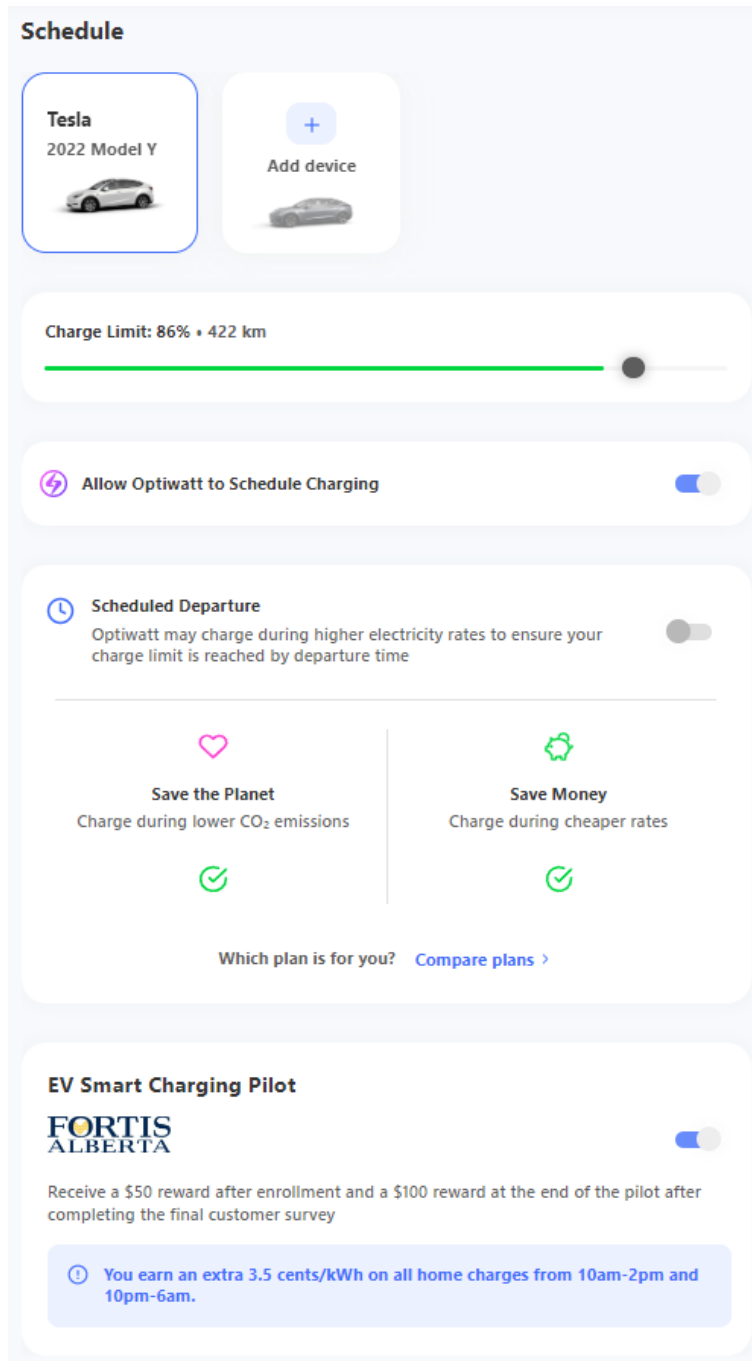 Schedule
Tesla
2022 Model Y
+
Add device
Charge Limit: 86% • 422 km
Allow Optiwatt to Schedule Charging
Scheduled Departure
Optiwatt may charge during higher electricity rates to ensure your
charge limit is reached by departure time
Save the Planet
Charge during lower CO₂ emissions
Save Money
Charge during cheaper rates
Which plan is for you? Compare plans >
EV Smart Charging Pilot
FORTIS
ALBERTA
Receive a $50 reward after enrollment and a $100 reward at the end of the pilot after
completing the final customer survey
You earn an extra 3.5 cents/kWh on all home charges from 10am-2pm and
10pm-6am.